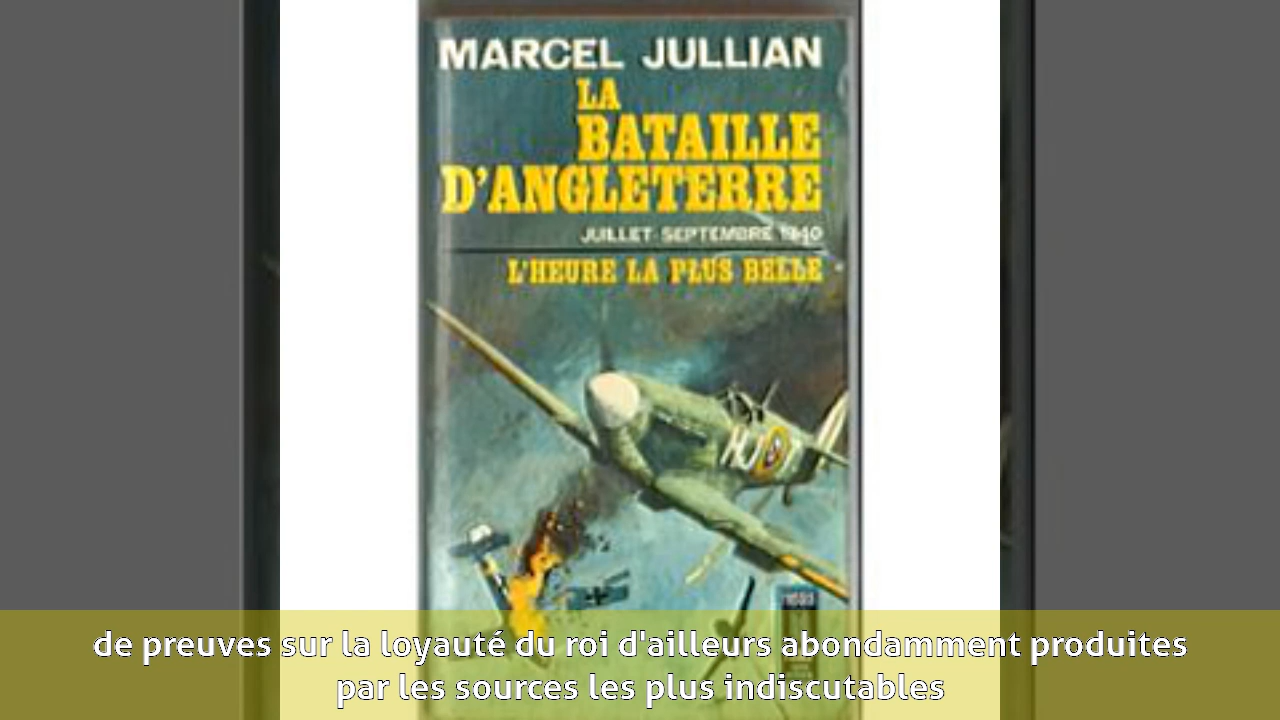 MARCEL JULLIAN
LA
BATAILLE
D'ANGLETERRE
JUILLET-SEPTEMBRE 1940
L'HEURE LA PLUS BELLE
HU
de preuves sur la loyauté du roi d'ailleurs abondamment produites
par les sources les plus indiscutables